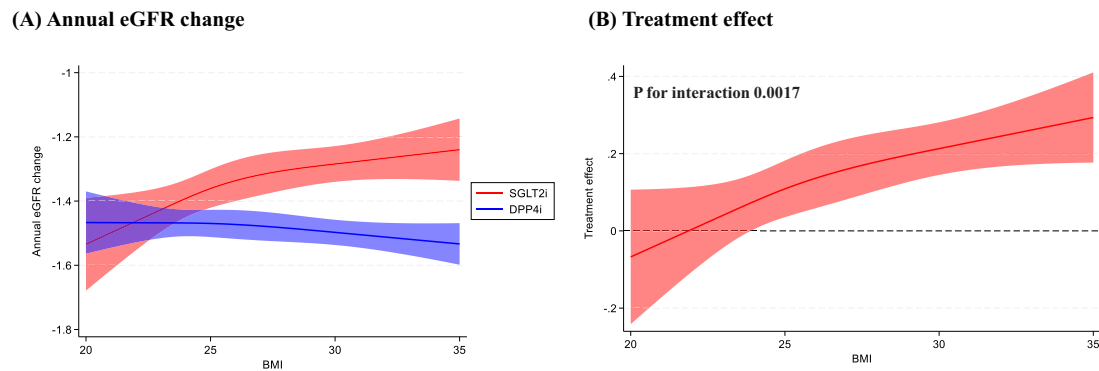 (A) Annual eGFR change
-1
-1.2
-1.4
-1.6
-1.8
Annual eGFR change
20
25
30
35
BMI
SGLT2i
DPP4i
(B) Treatment effect
P for interaction 0.0017
.4
.2
0
-.2
Treatment effect
20
25
30
35
BMI